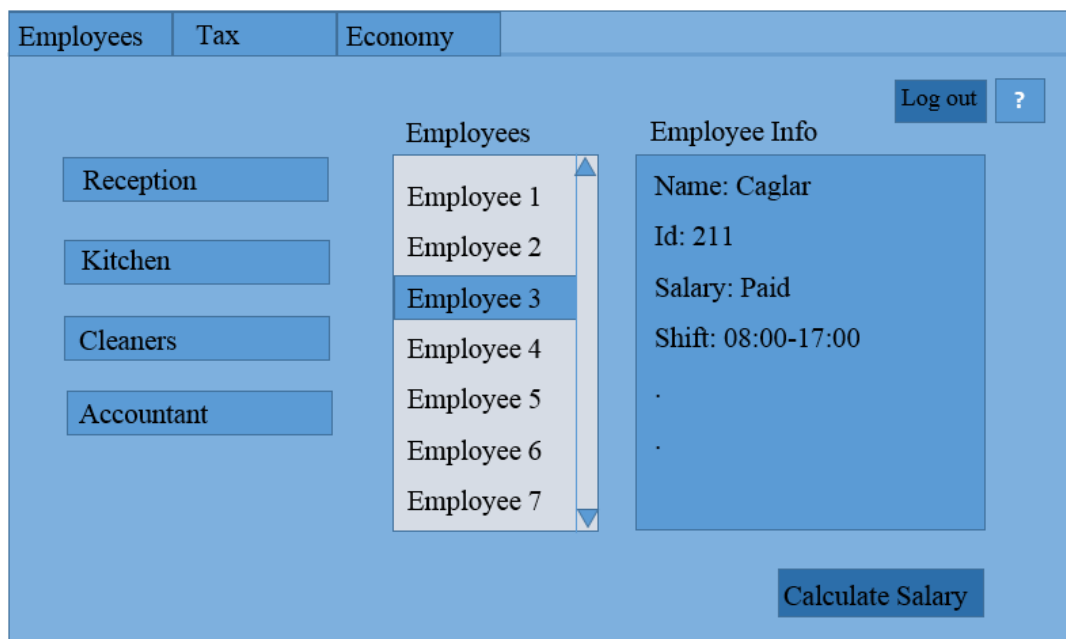 Employees
Tax
Economy
Log out
?
Employees
Employee Info
Reception
Kitchen
Cleaners
Accountant
Employee 1
Employee 2
Employee 3
Employee 4
Employee 5
Employee 6
Employee 7
Name: Caglar
Id: 211
Salary: Paid
Shift: 08:00-17:00
.
.
Calculate Salary